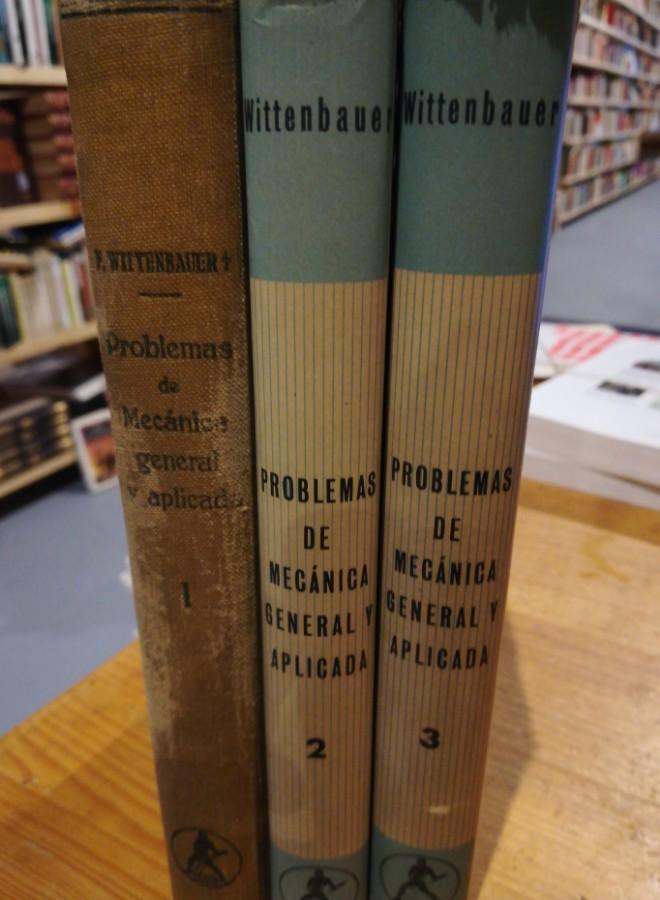 F. WITTENBAUER †
Problemas
de
Mecánica
general
y aplicada
1
Wittenbauer
PROBLEMAS
DE
MECÁNICA
GENERAL Y
APLICADA
2
Wittenbauer
PROBLEMAS
DE
MECÁNICA
GENERAL Y
APLICADA
3